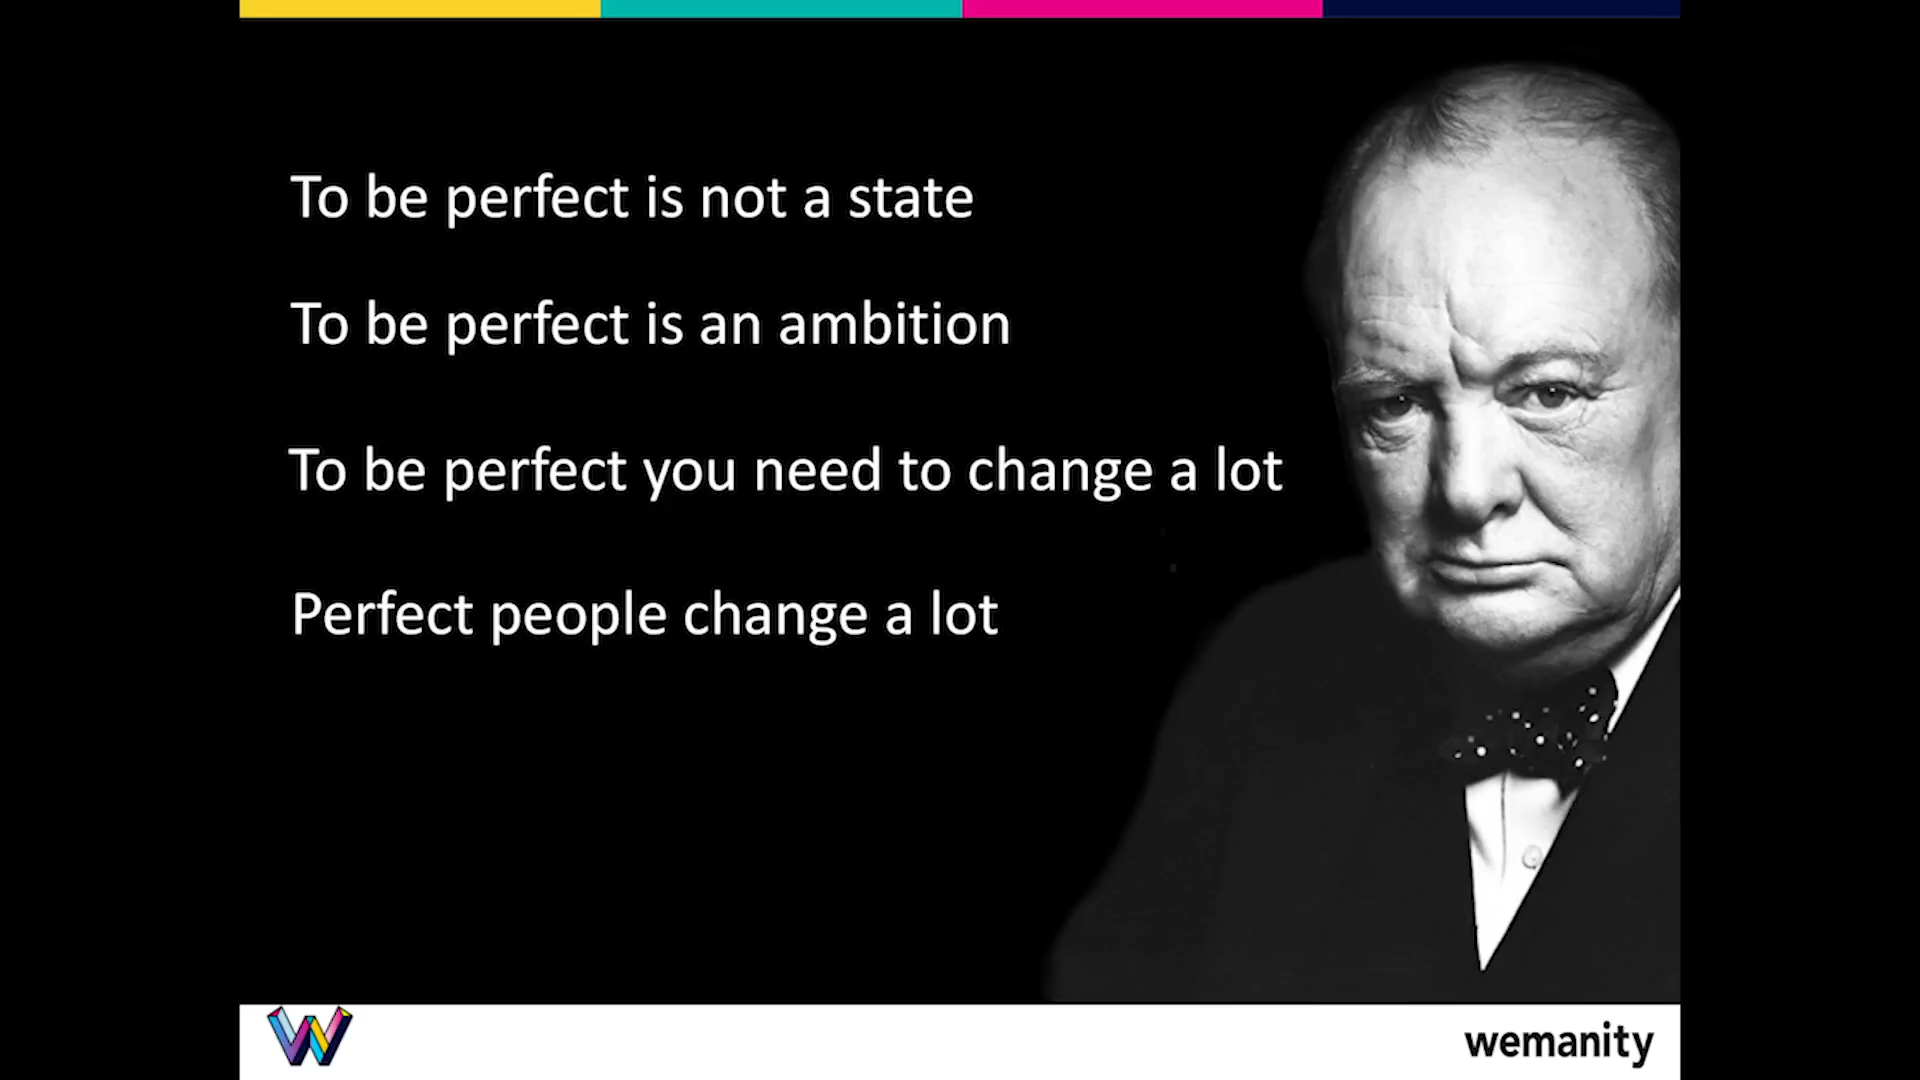 To be perfect is not a state
To be perfect is an ambition
To be perfect you need to change a lot
Perfect people change a lot
W
wemanity